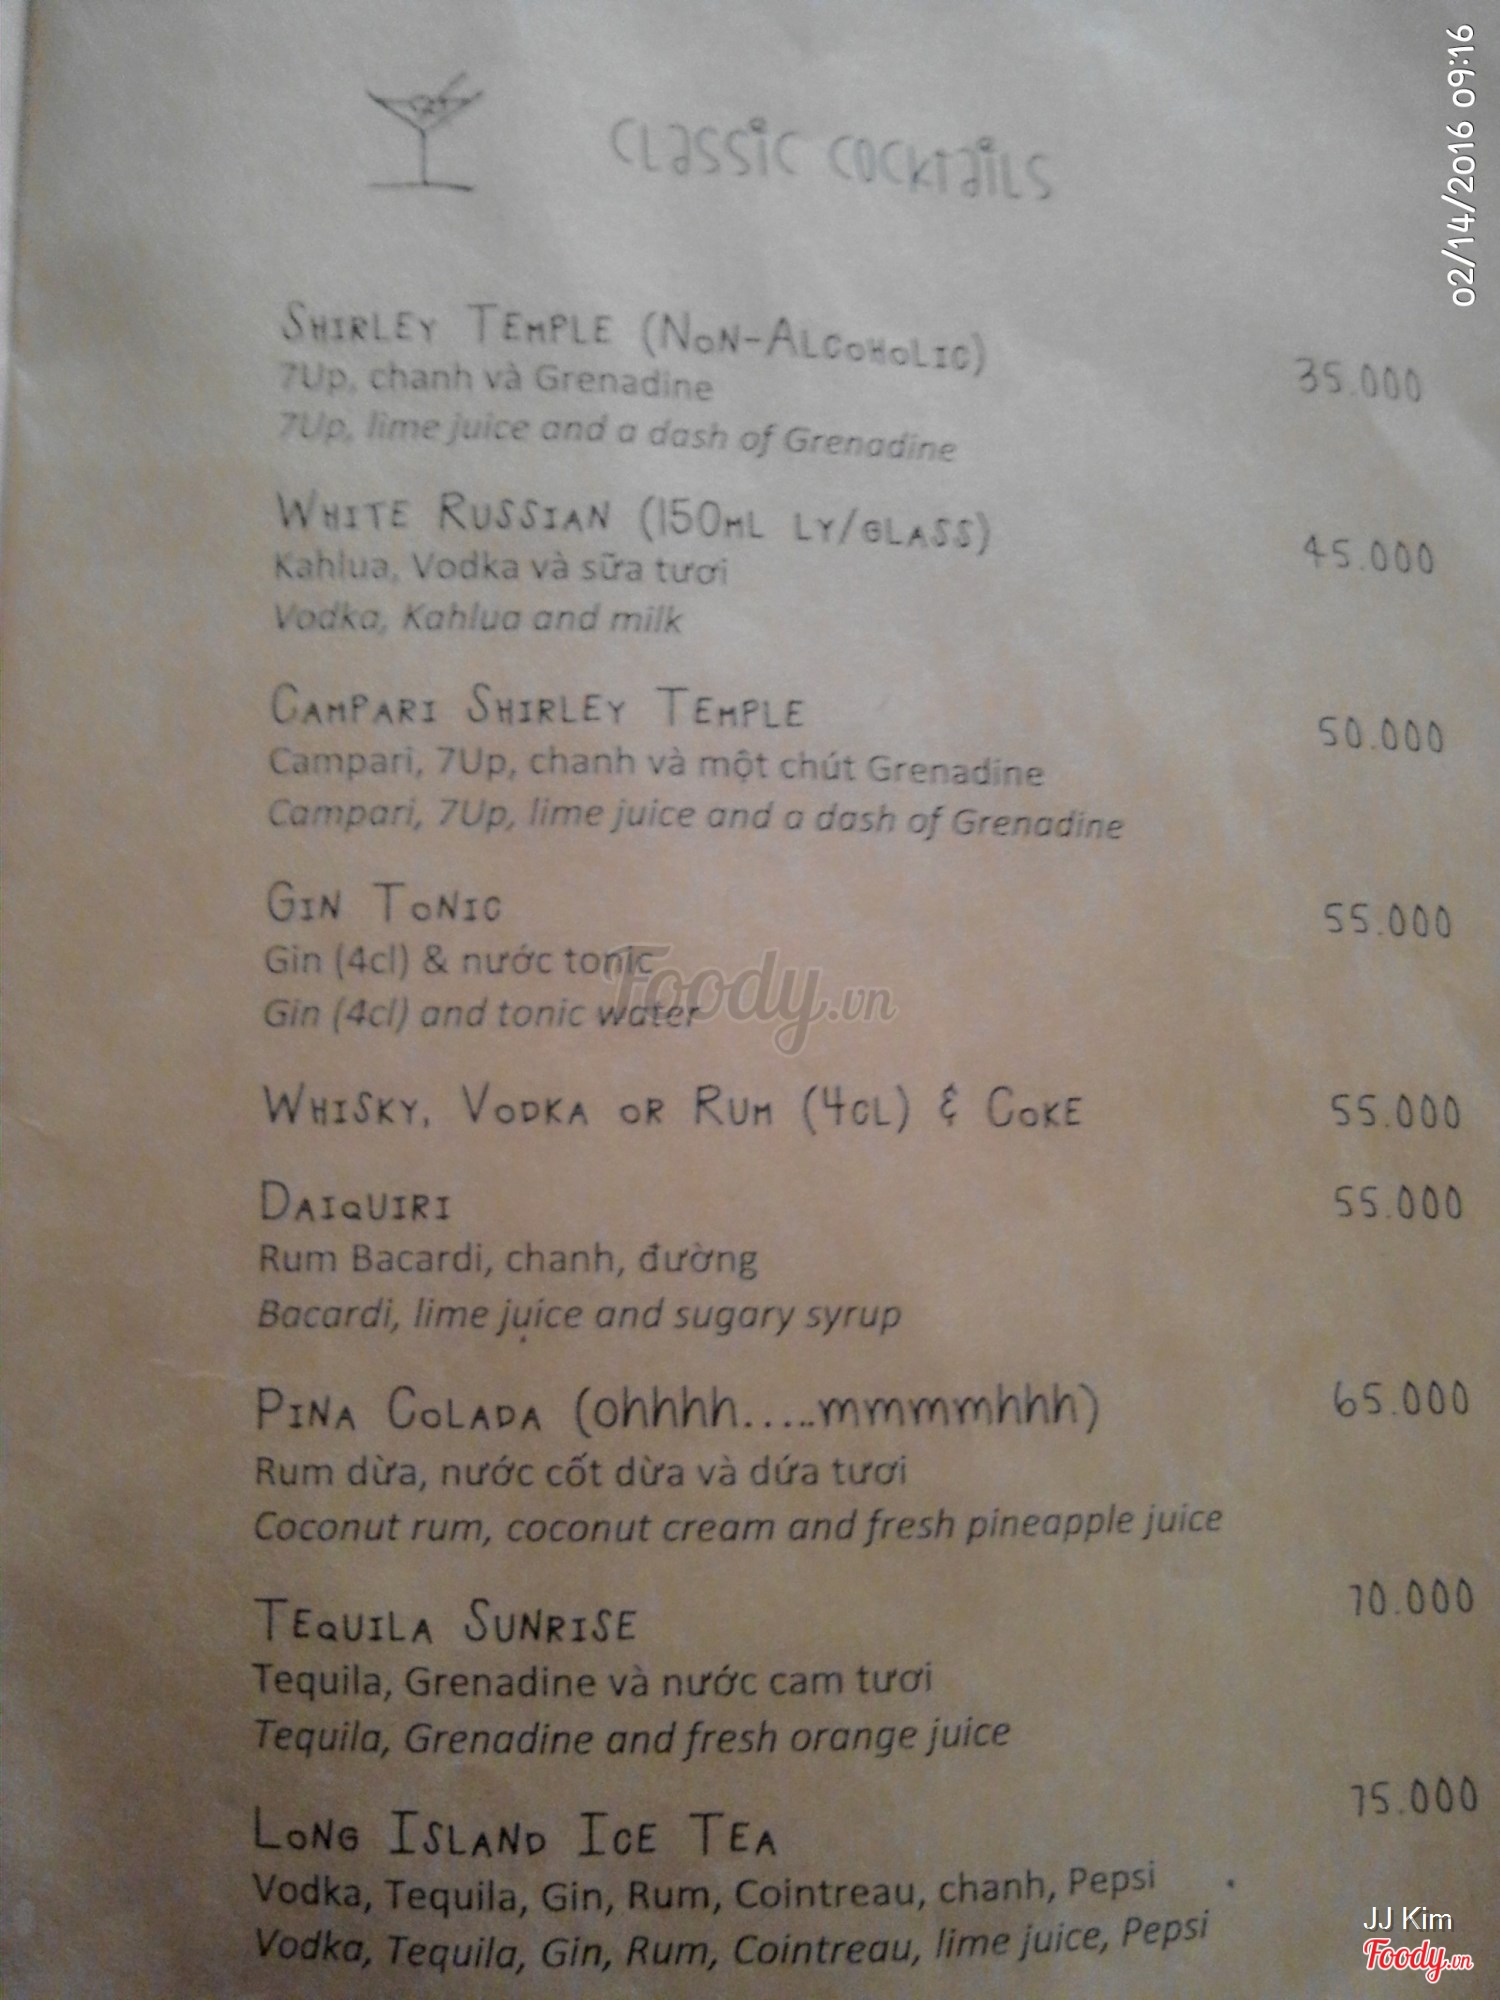 02/14/2016 09:16
Classic Cocktails
Shirley Temple (Non-Alcoholic)
35.000
7Up, chanh và Grenadine
7Up, lime juice and a dash of Grenadine
White Russian (150ml ly/glass)
45.000
Kahlua, Vodka và sữa tươi
Vodka, Kahlua and milk
Campari Shirley Temple
50.000
Campari, 7Up, chanh và một chút Grenadine
Campari, 7Up, lime juice and a dash of Grenadine
Gin Tonic
55.000
Gin (4cl) & nước tonic
Gin (4cl) and tonic water
Foody.vn
Whisky, Vodka or Rum (4cl) & Coke
55.000
Daiquiri
55.000
Rum Bacardi, chanh, đường
Bacardi, lime juice and sugary syrup
Pina Colada (ohhhh.....mmmmmhhh)
65.000
Rum dừa, nước cốt dừa và dứa tươi
Coconut rum, coconut cream and fresh pineapple juice
Tequila Sunrise
70.000
Tequila, Grenadine và nước cam tươi
Tequila, Grenadine and fresh orange juice
Long Island Ice Tea
75.000
Vodka, Tequila, Gin, Rum, Cointreau, chanh, Pepsi
Vodka, Tequila, Gin, Rum, Cointreau, lime juice, Pepsi
JJ Kim
Foody.vn